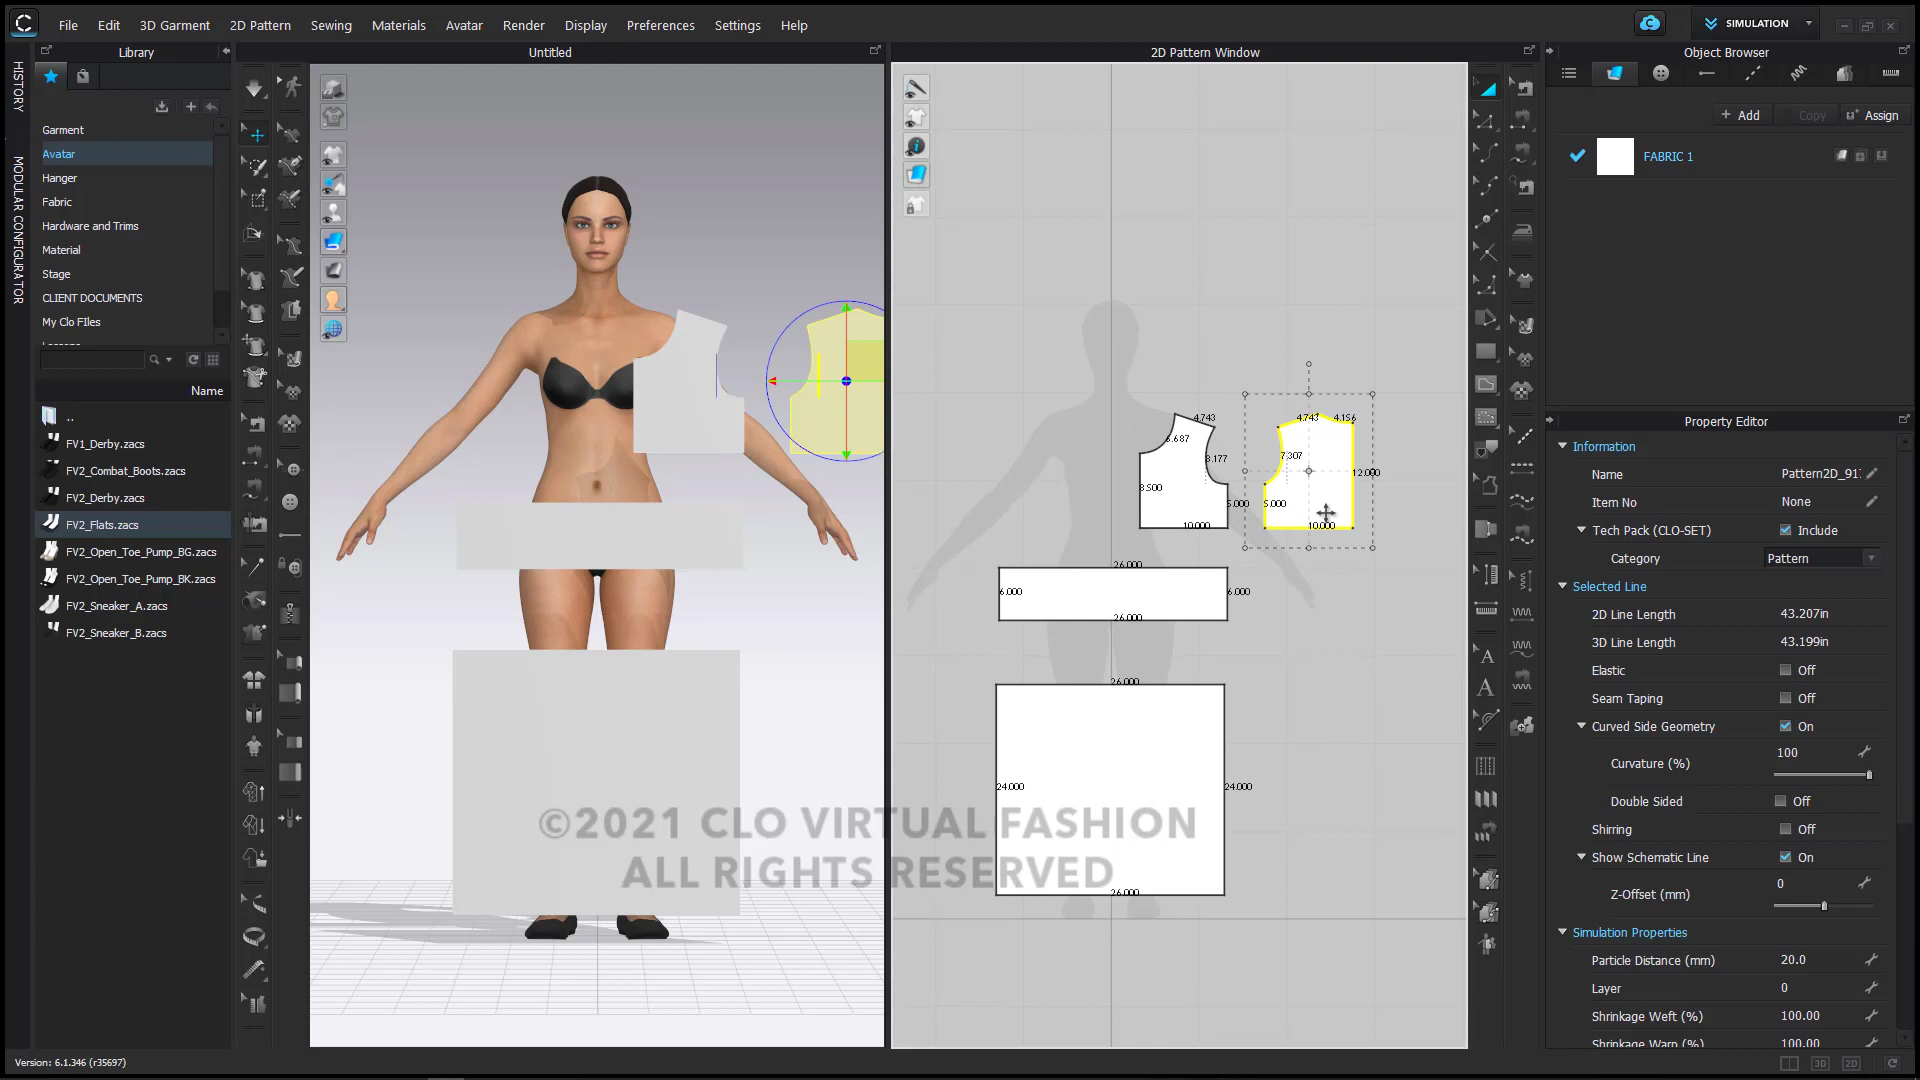 File Edit 3D Garment 2D Pattern Sewing Materials Avatar Render Display Preferences Settings Help
SIMULATION
Library
Untitled
2D Pattern Window
Object Browser
HISTORY
MODULAR CONFIGURATOR
Garment
Avatar
Hanger
Fabric
Hardware and Trims
Material
Stage
CLIENT DOCUMENTS
My Clo FIles
Name
..
FV1_Derby.zacs
FV2_Combat_Boots.zacs
FV2_Derby.zacs
FV2_Flats.zacs
FV2_Open_Toe_Pump_BG.zacs
FV2_Open_Toe_Pump_BK.zacs
FV2_Sneaker_A.zacs
FV2_Sneaker_B.zacs
4.743
8.177
8.500
5.000
10.000
4.743 4.156
7.307
12.000
5.000
10.000
26.000
6.000 6.000
26.000
26.000
24.000 24.000
26.000
©2021 CLO VIRTUAL FASHION
ALL RIGHTS RESERVED
+ Add Copy Assign
FABRIC 1
Property Editor
Information
Name Pattern2D_917
Item No None
Tech Pack (CLO-SET) Include
Category Pattern
Selected Line
2D Line Length 43.207in
3D Line Length 43.199in
Elastic Off
Seam Taping Off
Curved Side Geometry On
Curvature (%) 100
Double Sided Off
Shirring Off
Show Schematic Line On
Z-Offset (mm) 0
Simulation Properties
Particle Distance (mm) 20.0
Layer 0
Shrinkage Weft (%) 100.00
Shrinkage Warp (%) 100.00
Version: 6.1.346 (r35697)
3D 2D